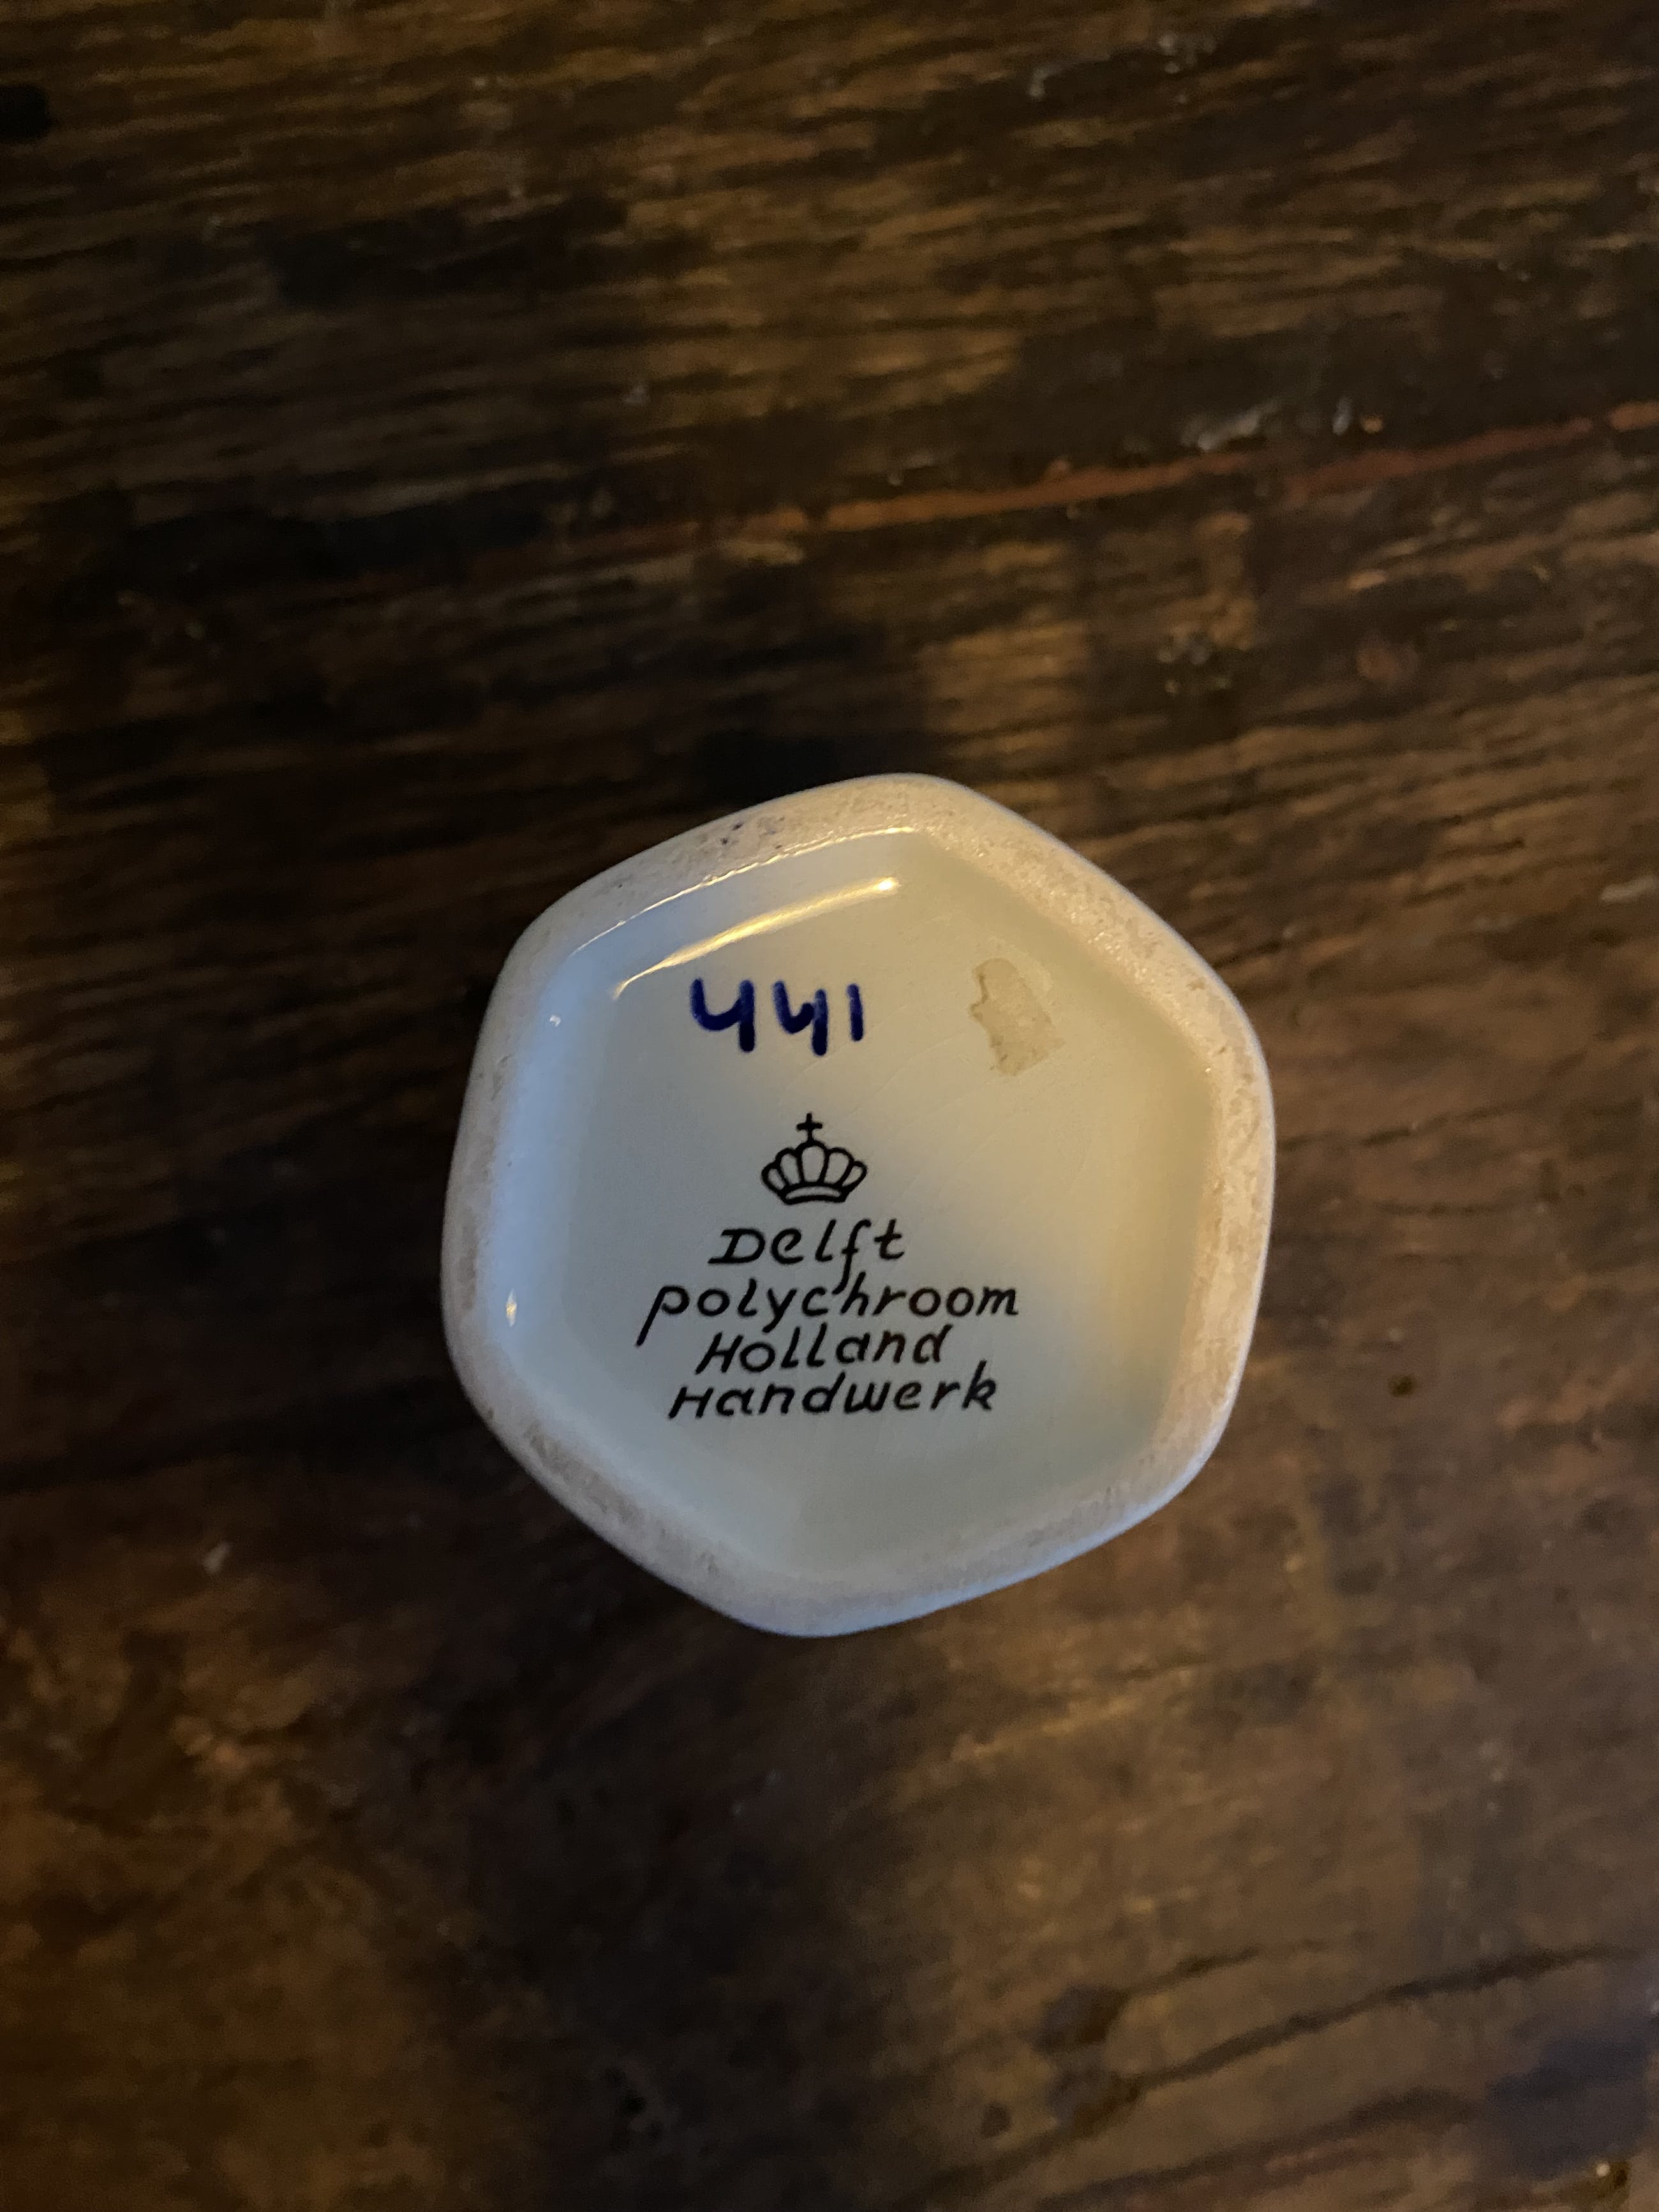 441
Delft
polychroom
Holland
Handwerk